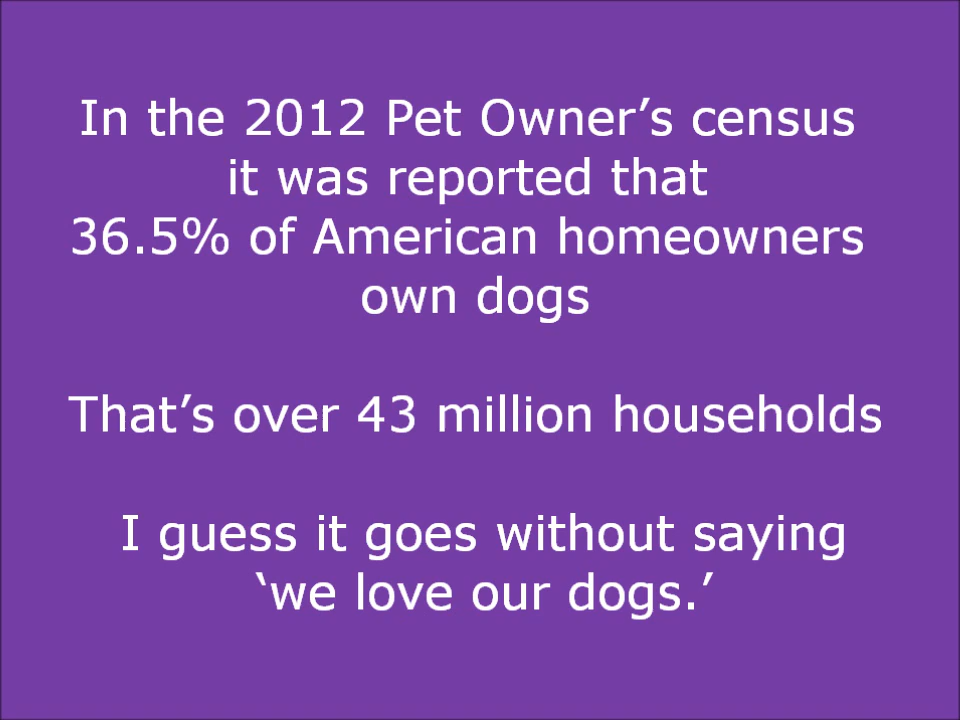 In the 2012 Pet Owner’s census
it was reported that
36.5% of American homeowners
own dogs
That’s over 43 million households
I guess it goes without saying
‘we love our dogs.’